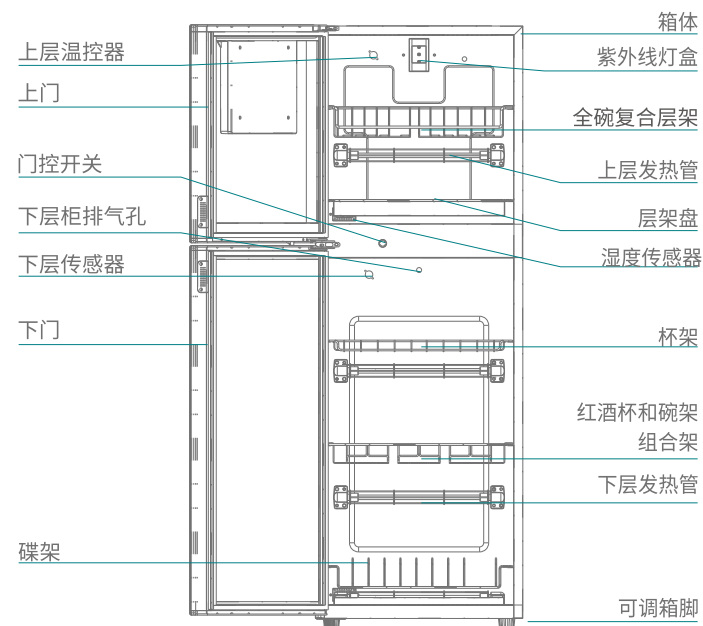 上层温控器
上门
门控开关
下层柜排气孔
下层传感器
下门
碟架
箱体
紫外线灯盒
全碗复合层架
上层发热管
层架盘
湿度传感器
杯架
红酒杯和碗架
组合架
下层发热管
可调箱脚